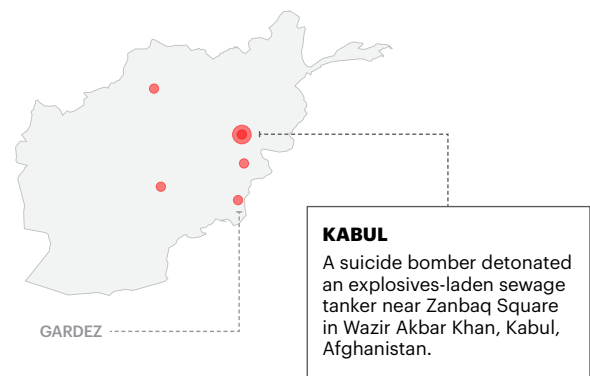 KABUL
A suicide bomber detonated
an explosives-laden sewage
tanker near Zanbaq Square
in Wazir Akbar Khan, Kabul,
Afghanistan.
GARDEZ